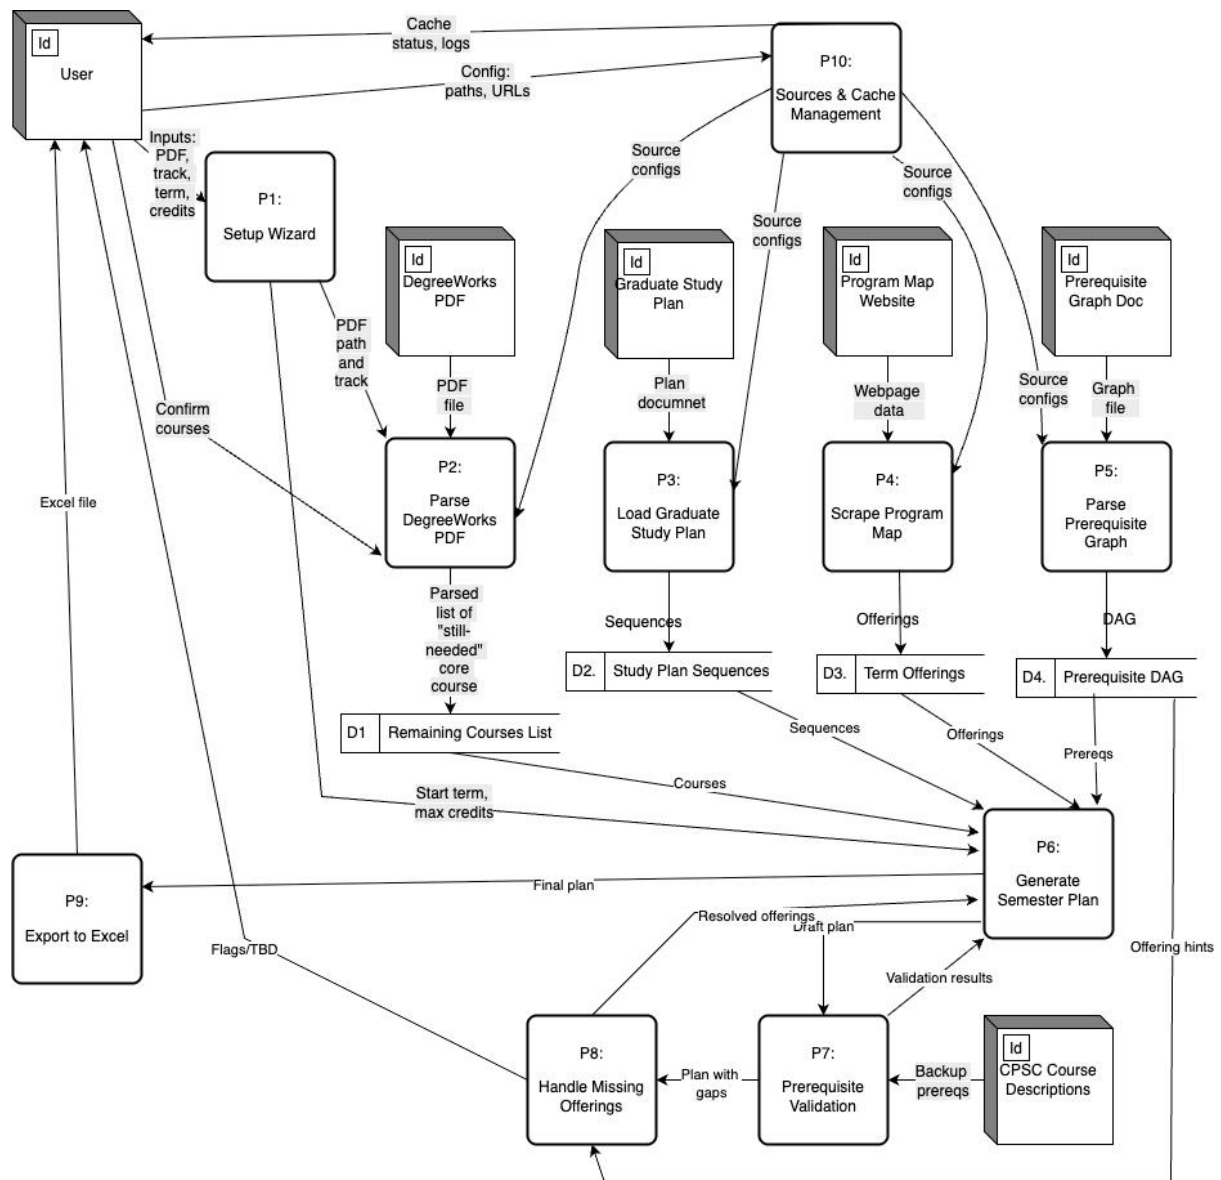 Id
User
Cache
status, logs
Config:
paths, URLs
P10:
Sources & Cache
Management
Inputs:
PDF,
track,
term,
credits
P1:
Setup Wizard
Source
configs
Source
configs
Source
configs
Id
DegreeWorks
PDF
Id
Graduate Study
Plan
Id
Program Map
Website
Id
Prerequisite
Graph Doc
PDF
path
and
track
PDF
file
Plan
documnet
Webpage
data
Source
configs
Graph
file
Confirm
courses
P2:
Parse
DegreeWorks
PDF
P3:
Load Graduate
Study Plan
P4:
Scrape Program
Map
P5:
Parse
Prerequisite
Graph
Excel file
Parsed
list of
"still-
needed"
core
course
Sequences
Offerings
DAG
D1
Remaining Courses List
D2.
Study Plan Sequences
D3.
Term Offerings
D4.
Prerequisite DAG
Sequences
Offerings
Prereqs
Courses
Start term,
max credits
P6:
Generate
Semester Plan
P9:
Export to Excel
Final plan
Resolved offerings
Draft plan
Flags/TBD
Validation results
Offering hints
P8:
Handle Missing
Offerings
Plan with
gaps
P7:
Prerequisite
Validation
Backup
prereqs
Id
CPSC Course
Descriptions